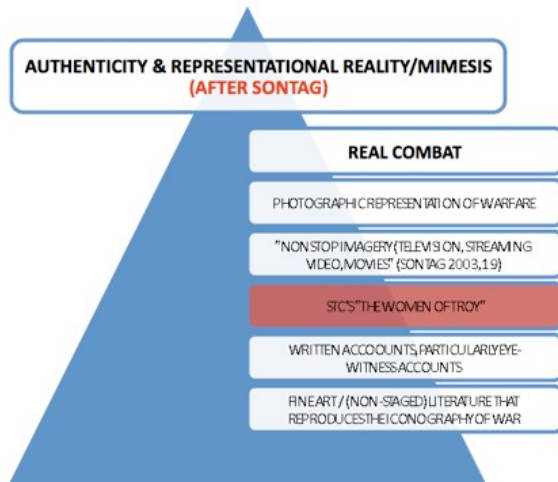 AUTHENTICITY & REPRESENTATIONAL REALITY/MIMESIS
(AFTER SONTAG)
REAL COMBAT
PHOTOGRAPHIC REPRESENTATION OF WARFARE
"NON STOP IMAGERY (TELEVISION, STREAMING
VIDEO, MOVIES" (SONTAG 2003, 19)
STC'S "THE WOMEN OF TROY"
WRITTEN ACCOOUNTS, PARTICULARLY EYE-
WITNESS ACCOUNTS
FINE ART / (NON-STAGED) LITERATURE THAT
REPRODUCES THE ICONOGRAPHY OF WAR